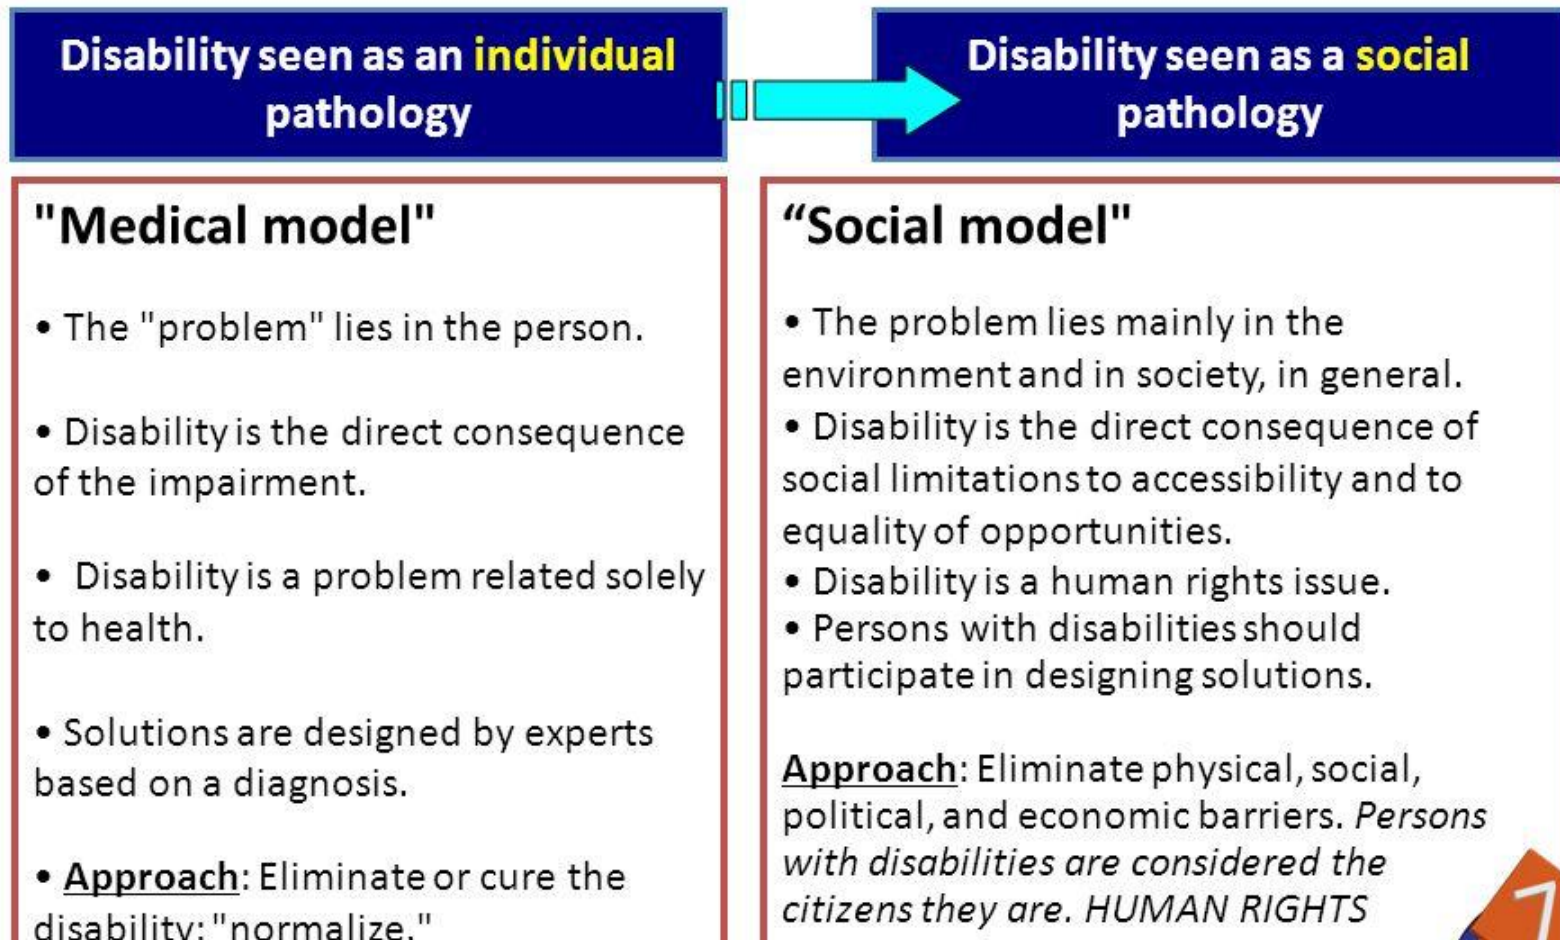 Disability seen as an individual
pathology
Disability seen as a social
pathology
"Medical model"
• The "problem" lies in the person.
• Disability is the direct consequence
of the impairment.
• Disability is a problem related solely
to health.
• Solutions are designed by experts
based on a diagnosis.
• Approach: Eliminate or cure the
disability: "normalize."
“Social model"
• The problem lies mainly in the
environment and in society, in general.
• Disability is the direct consequence of
social limitations to accessibility and to
equality of opportunities.
• Disability is a human rights issue.
• Persons with disabilities should
participate in designing solutions.
Approach: Eliminate physical, social,
political, and economic barriers. Persons
with disabilities are considered the
citizens they are. HUMAN RIGHTS
7